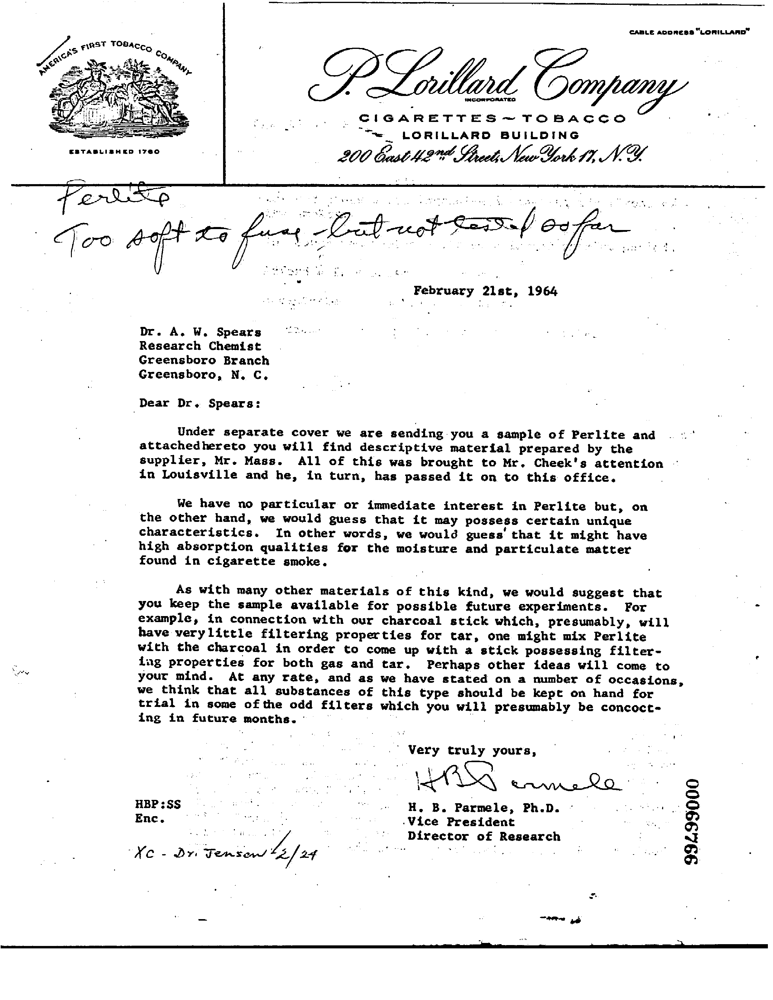 CABLE ADDRESS "LORILLARD"
AMERICA'S FIRST TOBACCO COMPANY
ESTABLISHED 1760
P. Lorillard Company
INCORPORATED
CIGARETTES ~ TOBACCO
LORILLARD BUILDING
200 East 42nd Street, New York 17, N.Y.
Perlite
Too soft to fuse - but not tested so far
February 21st, 1964
Dr. A. W. Spears
Research Chemist
Greensboro Branch
Greensboro, N. C.
Dear Dr. Spears:
Under separate cover we are sending you a sample of Perlite and
attachedhereto you will find descriptive material prepared by the
supplier, Mr. Mass. All of this was brought to Mr. Cheek's attention
in Louisville and he, in turn, has passed it on to this office.
We have no particular or immediate interest in Perlite but, on
the other hand, we would guess that it may possess certain unique
characteristics. In other words, we would guess that it might have
high absorption qualities for the moisture and particulate matter
found in cigarette smoke.
As with many other materials of this kind, we would suggest that
you keep the sample available for possible future experiments. For
example, in connection with our charcoal stick which, presumably, will
have very little filtering properties for tar, one might mix Perlite
with the charcoal in order to come up with a stick possessing filter-
ing properties for both gas and tar. Perhaps other ideas will come to
your mind. At any rate, and as we have stated on a number of occasions,
we think that all substances of this type should be kept on hand for
trial in some of the odd filters which you will presumably be concoct-
ing in future months.
Very truly yours,
HB Parmele
HBP:SS
Enc.
H. B. Parmele, Ph.D.
Vice President
Director of Research
XC - Dr. Jenson 2/24
00066766